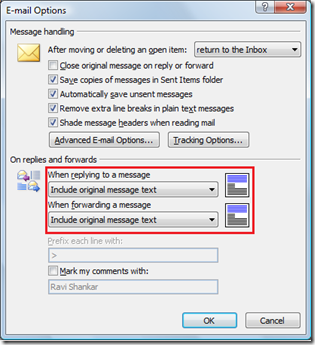 E-mail Options
Message handling
After moving or deleting an open item: return to the Inbox
Close original message on reply or forward
Save copies of messages in Sent Items folder
Automatically save unsent messages
Remove extra line breaks in plain text messages
Shade message headers when reading mail
Advanced E-mail Options... Tracking Options...
On replies and forwards
When replying to a message
Include original message text
When forwarding a message
Include original message text
Prefix each line with:
>
Mark my comments with:
Ravi Shankar
OK Cancel